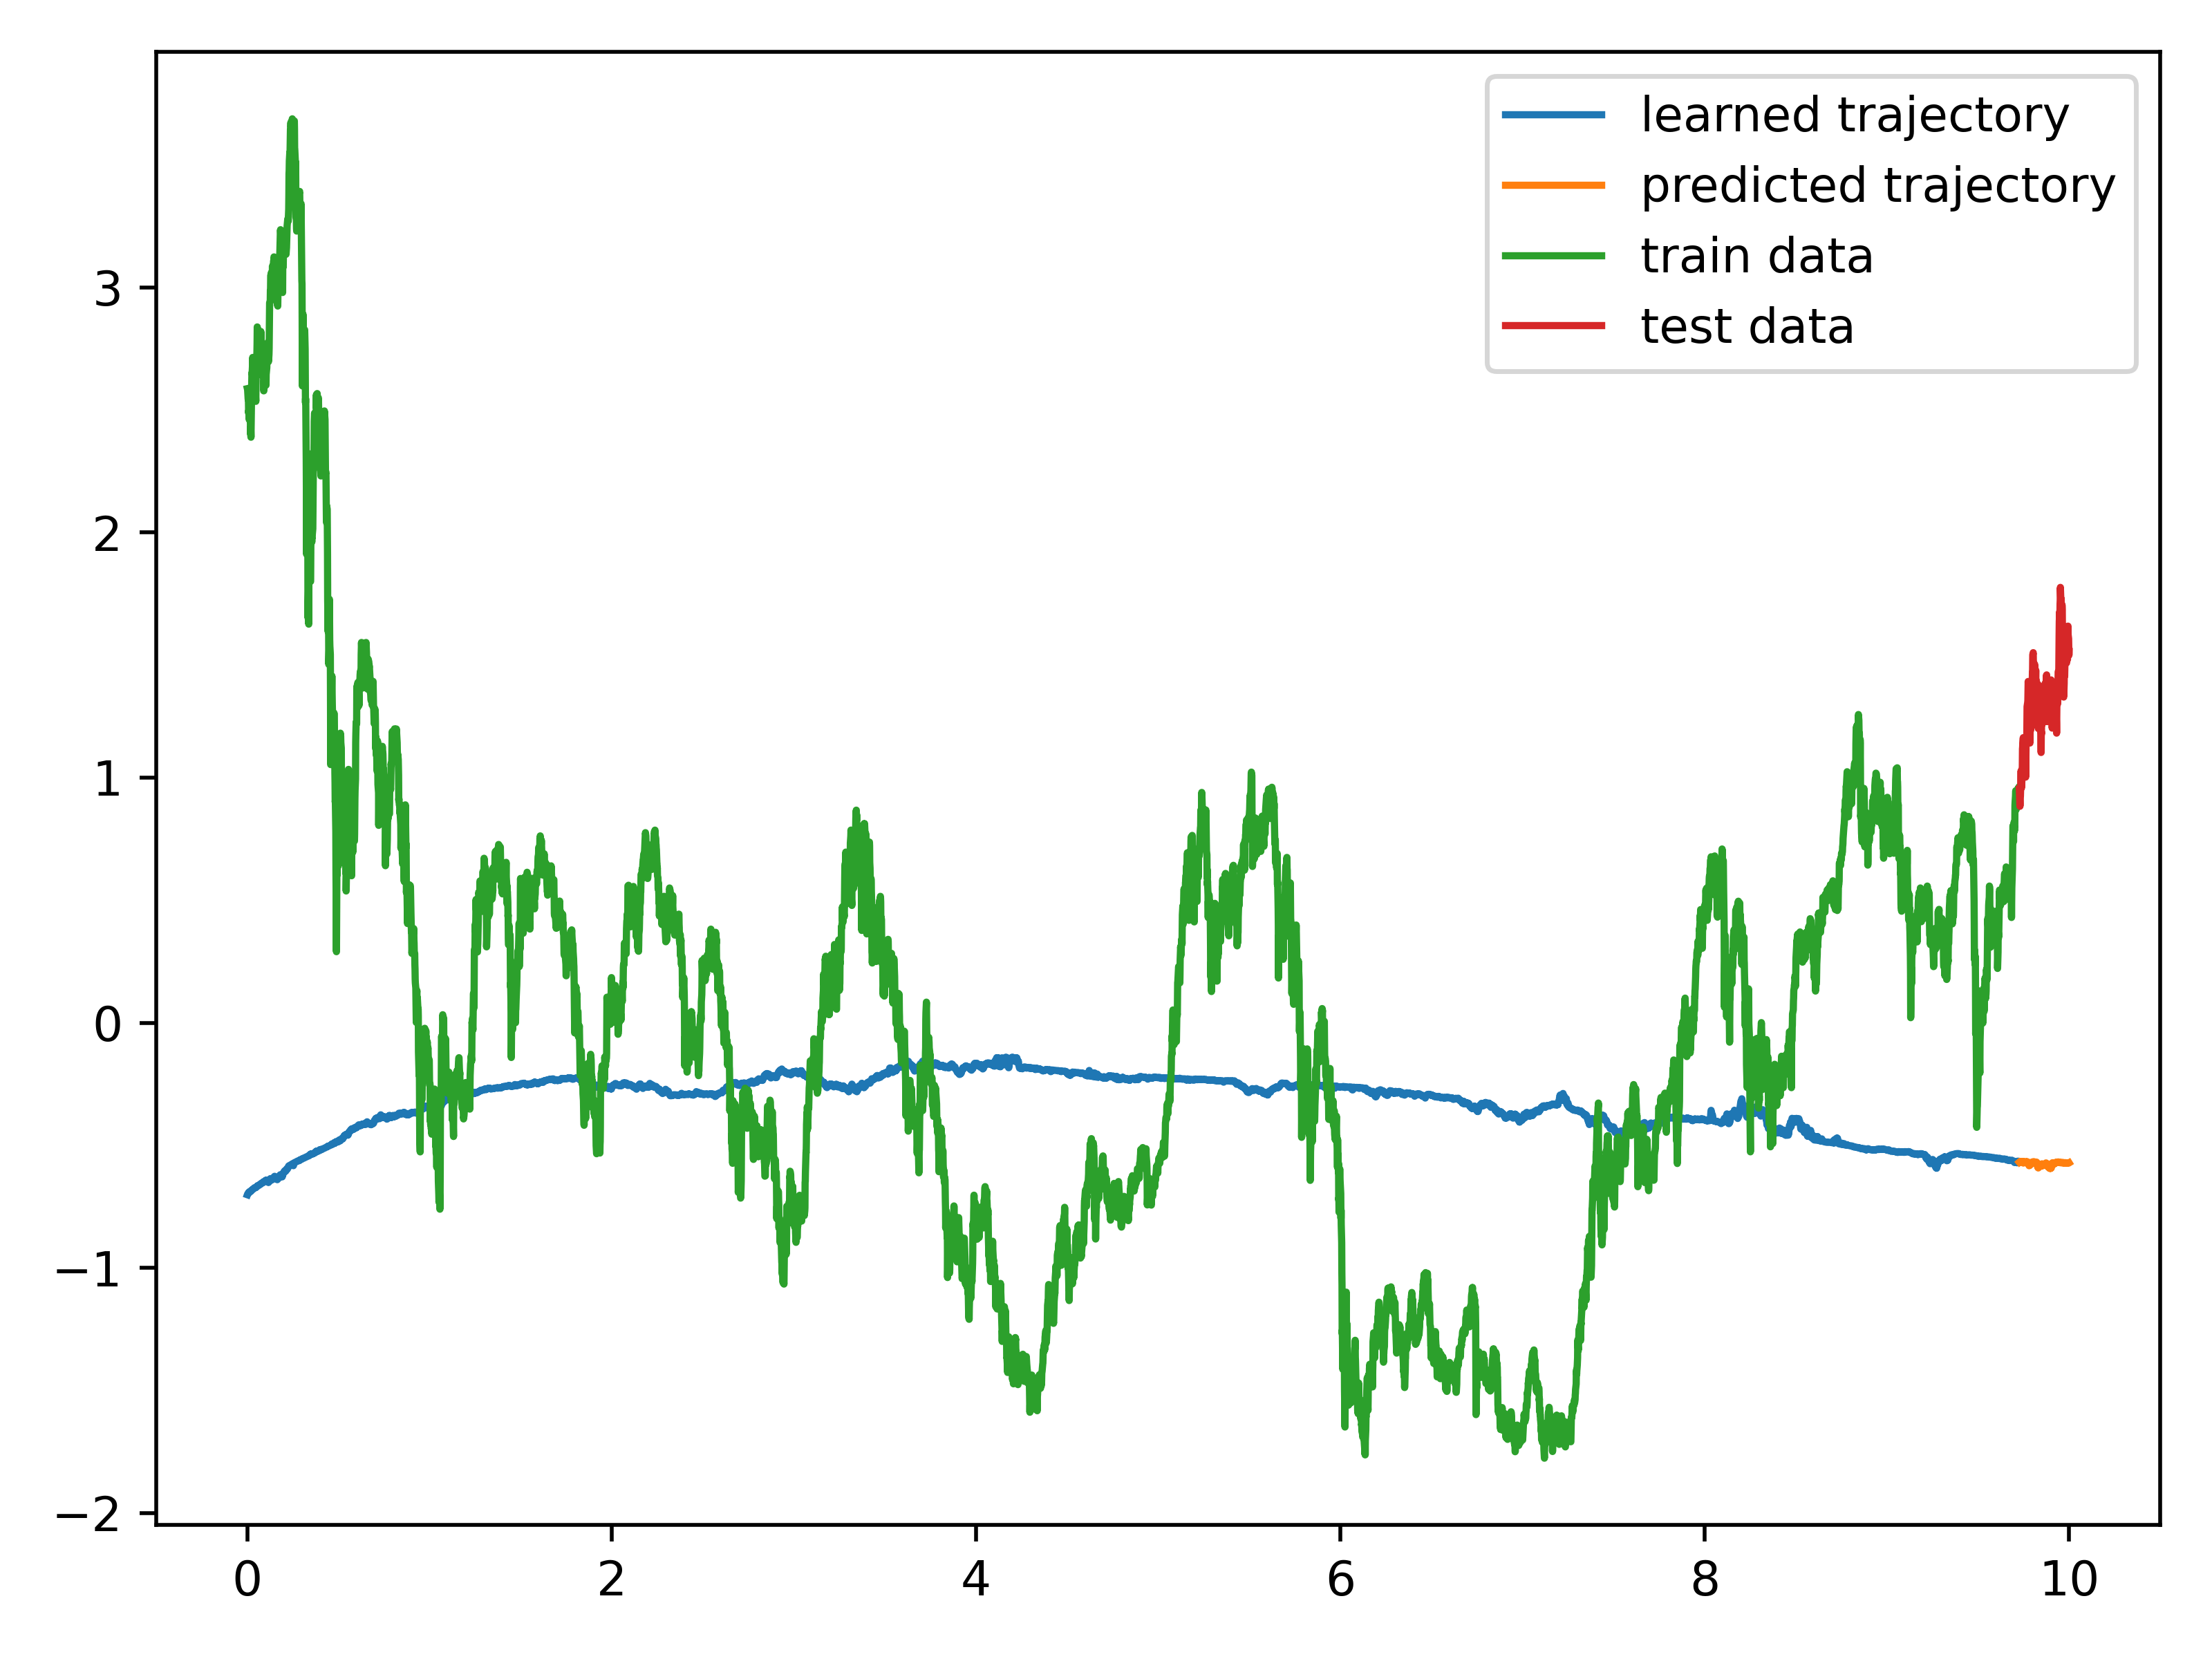 learned trajectory
predicted trajectory
train data
test data
3
2
1
0
−1
−2
0 2 4 6 8 10